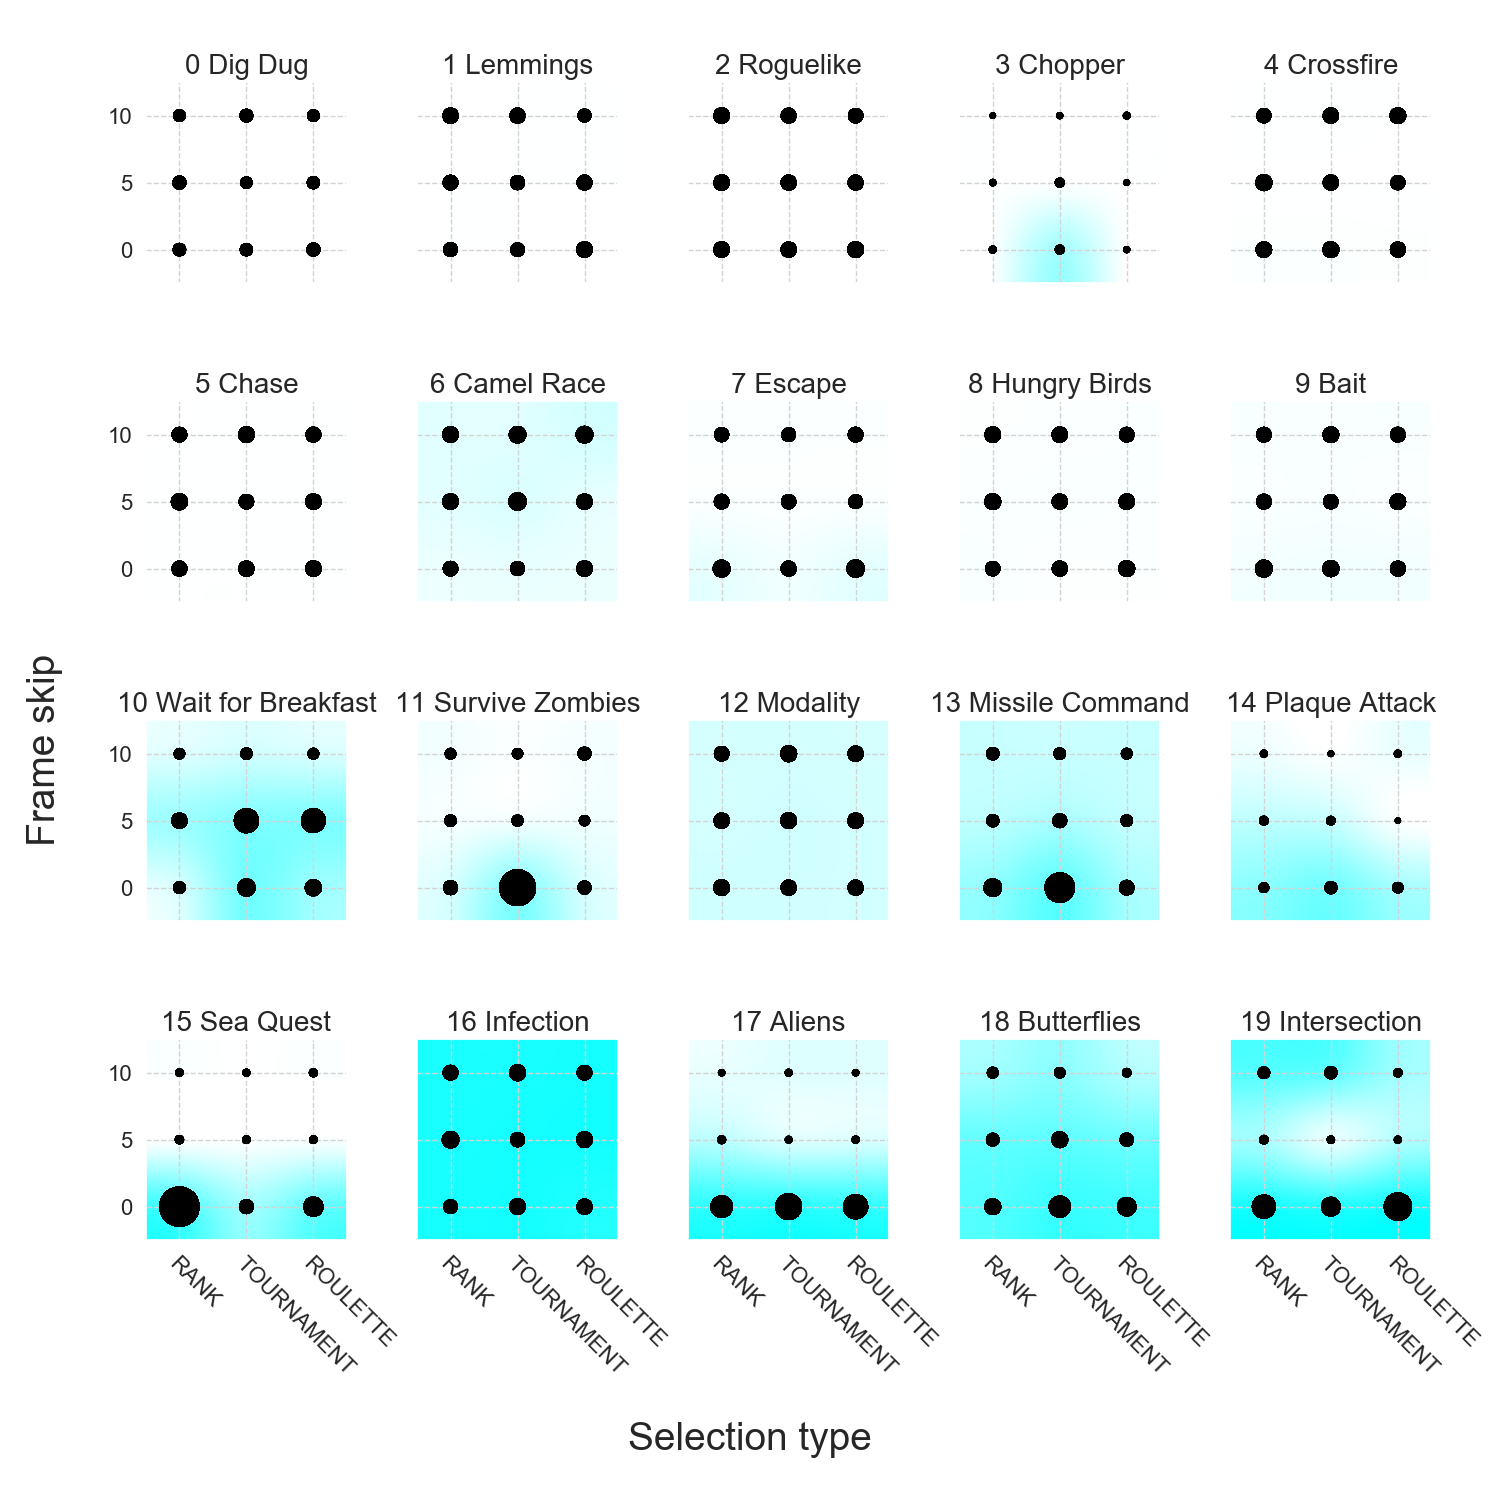 0 Dig Dug 1 Lemmings 2 Roguelike 3 Chopper 4 Crossfire
10
5
0
5 Chase 6 Camel Race 7 Escape 8 Hungry Birds 9 Bait
10
5
0
10 Wait for Breakfast 11 Survive Zombies 12 Modality 13 Missile Command 14 Plaque Attack
10
5
0
15 Sea Quest 16 Infection 17 Aliens 18 Butterflies 19 Intersection
10
5
0
RANK TOURNAMENT ROULETTE RANK TOURNAMENT ROULETTE RANK TOURNAMENT ROULETTE RANK TOURNAMENT ROULETTE RANK TOURNAMENT ROULETTE
Frame skip
Selection type